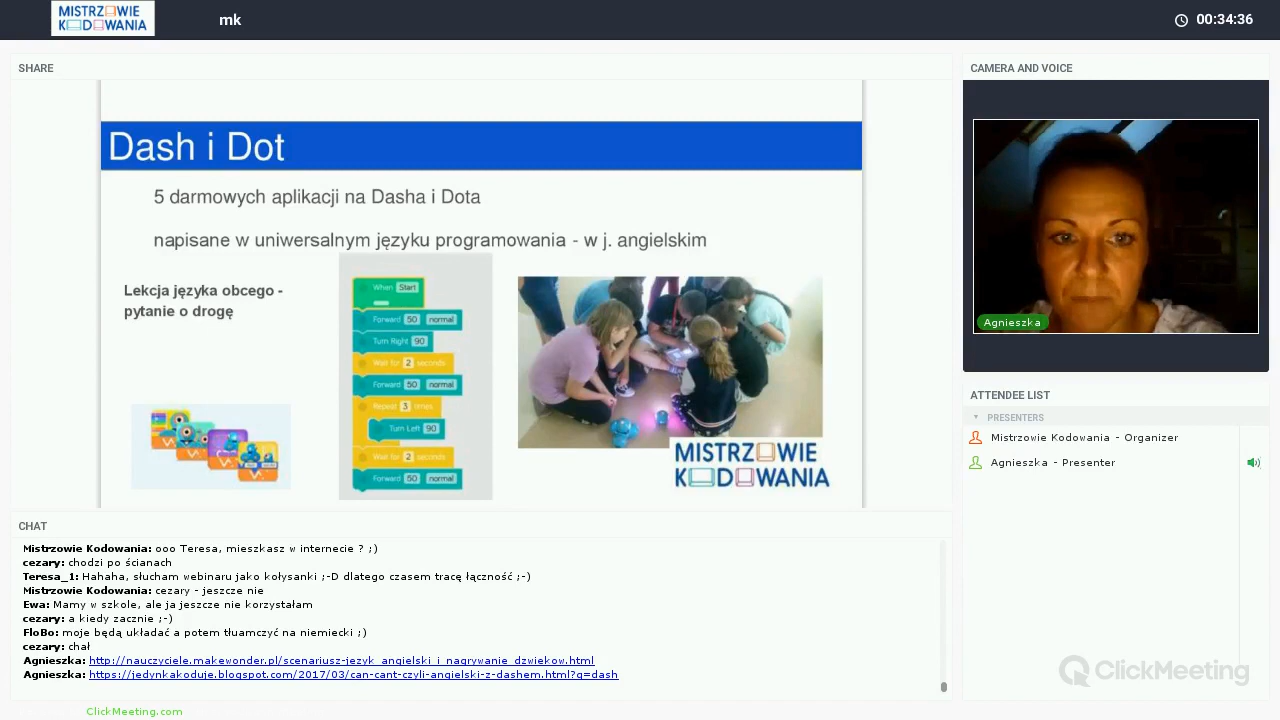 MISTRZOWIE
KODOWANIA
mk
00:34:36
SHARE
Dash i Dot
5 darmowych aplikacji na Dasha i Dota
napisane w uniwersalnym języku programowania - w j. angielskim
Lekcja języka obcego -
pytanie o drogę
When Start
Forward 50 normal
Turn Right 90
Wait for 2 seconds
Forward 50 normal
Repeat 3 times
Turn Left 90
Wait for 2 seconds
Forward 50 normal
MISTRZOWIE
KODOWANIA
CAMERA AND VOICE
Agnieszka
ATTENDEE LIST
PRESENTERS
Mistrzowie Kodowania - Organizer
Agnieszka - Presenter
CHAT
Mistrzowie Kodowania: ooo Teresa, mieszkasz w internecie ? ;)
cezary: chodzi po ścianach
Teresa_1: Hahaha, słucham webinaru jako kołysanki ;-D dlatego czasem tracę łączność ;-)
Mistrzowie Kodowania: cezary - jeszcze nie
Ewa: Mamy w szkole, ale ja jeszcze nie korzystałam
cezary: a kiedy zacznie ;-)
FloBo: moje będą układać a potem tłuamczyć na niemiecki ;)
cezary: chał
Agnieszka: http://nauczyciele.makewonder.pl/scenariusz-jezyk_angielski_i_nagrywanie_dzwiekow.html
Agnieszka: https://jedynkakoduje.blogspot.com/2017/03/can-cant-czyli-angielski-z-dashem.html?q=dash
ClickMeeting
ClickMeeting.com